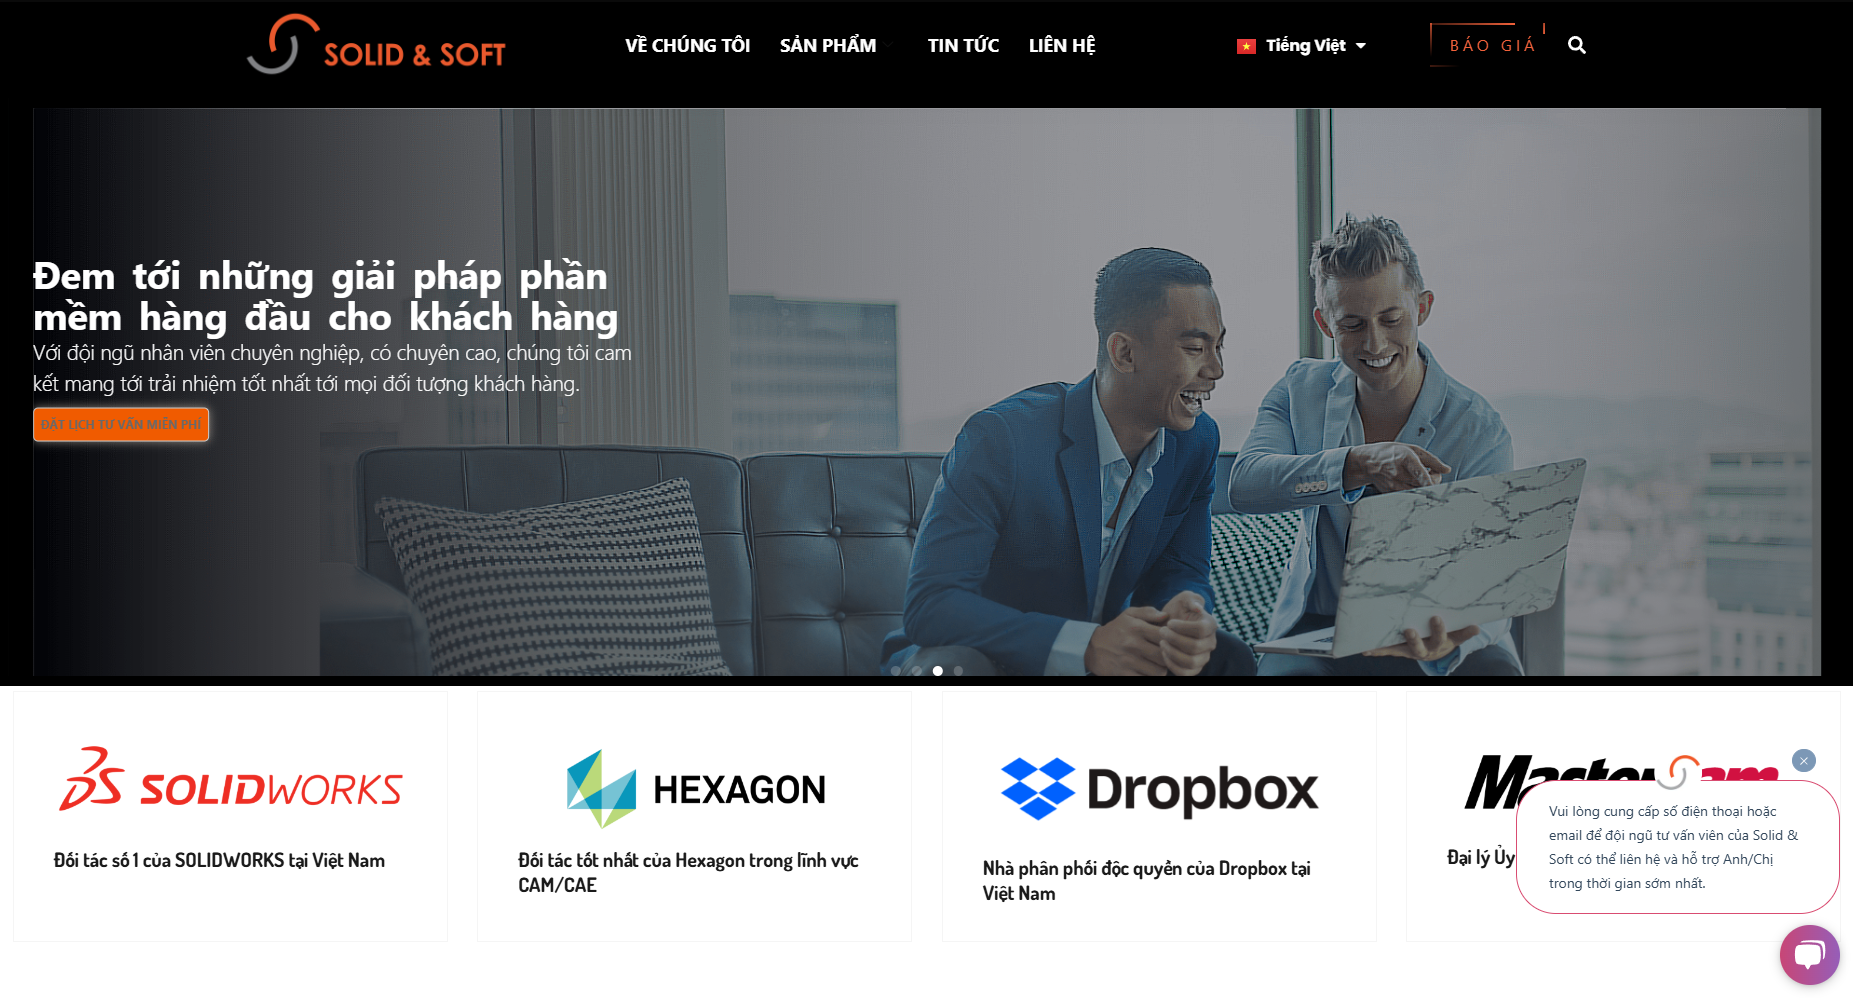 SOLID & SOFT
VỀ CHÚNG TÔI
SẢN PHẨM
TIN TỨC
LIÊN HỆ
Tiếng Việt
BÁO GIÁ
Đem tới những giải pháp phần
mềm hàng đầu cho khách hàng
Với đội ngũ nhân viên chuyên nghiệp, có chuyên cao, chúng tôi cam
kết mang tới trải nhiệm tốt nhất tới mọi đối tượng khách hàng.
ĐẶT LỊCH TƯ VẤN MIỄN PHÍ
SOLIDWORKS
Đối tác số 1 của SOLIDWORKS tại Việt Nam
HEXAGON
Đối tác tốt nhất của Hexagon trong lĩnh vực
CAM/CAE
Dropbox
Nhà phân phối độc quyền của Dropbox tại
Việt Nam
Đại lý Ủy
Vui lòng cung cấp số điện thoại hoặc
email để đội ngũ tư vấn viên của Solid &
Soft có thể liên hệ và hỗ trợ Anh/Chị
trong thời gian sớm nhất.